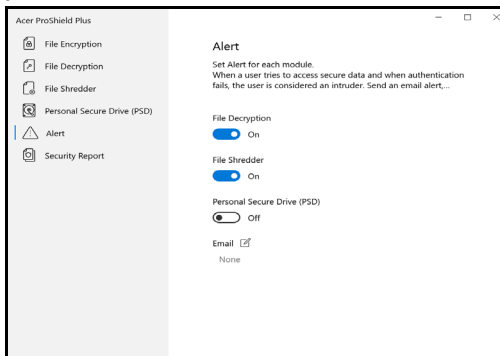 Acer ProShield Plus
File Encryption
File Decryption
File Shredder
Personal Secure Drive (PSD)
Alert
Security Report
Alert
Set Alert for each module.
When a user tries to access secure data and when authentication
fails, the user is considered an intruder. Send an email alert,...
File Decryption
On
File Shredder
On
Personal Secure Drive (PSD)
Off
Email
None